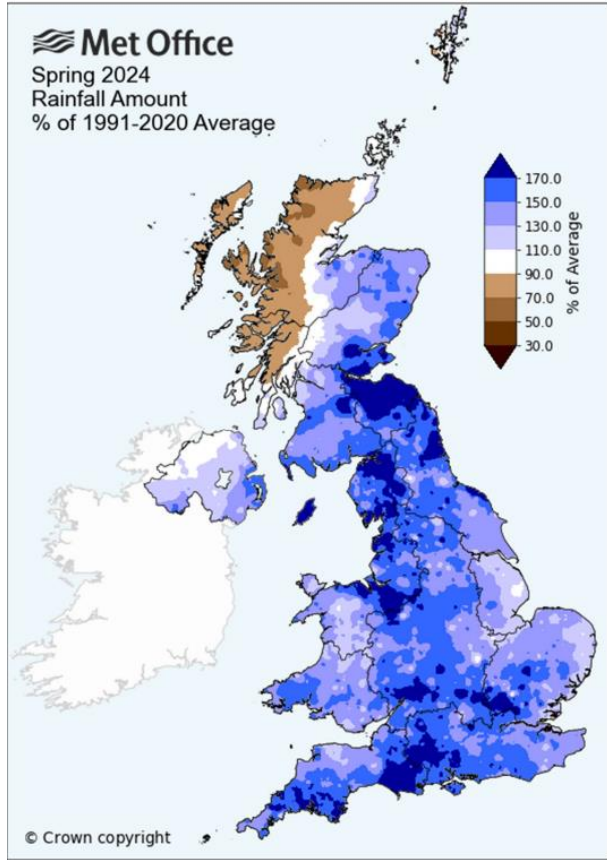 Met Office
Spring 2024
Rainfall Amount
% of 1991-2020 Average
170.0
150.0
130.0
110.0
90.0
70.0
50.0
30.0
% of Average
© Crown copyright